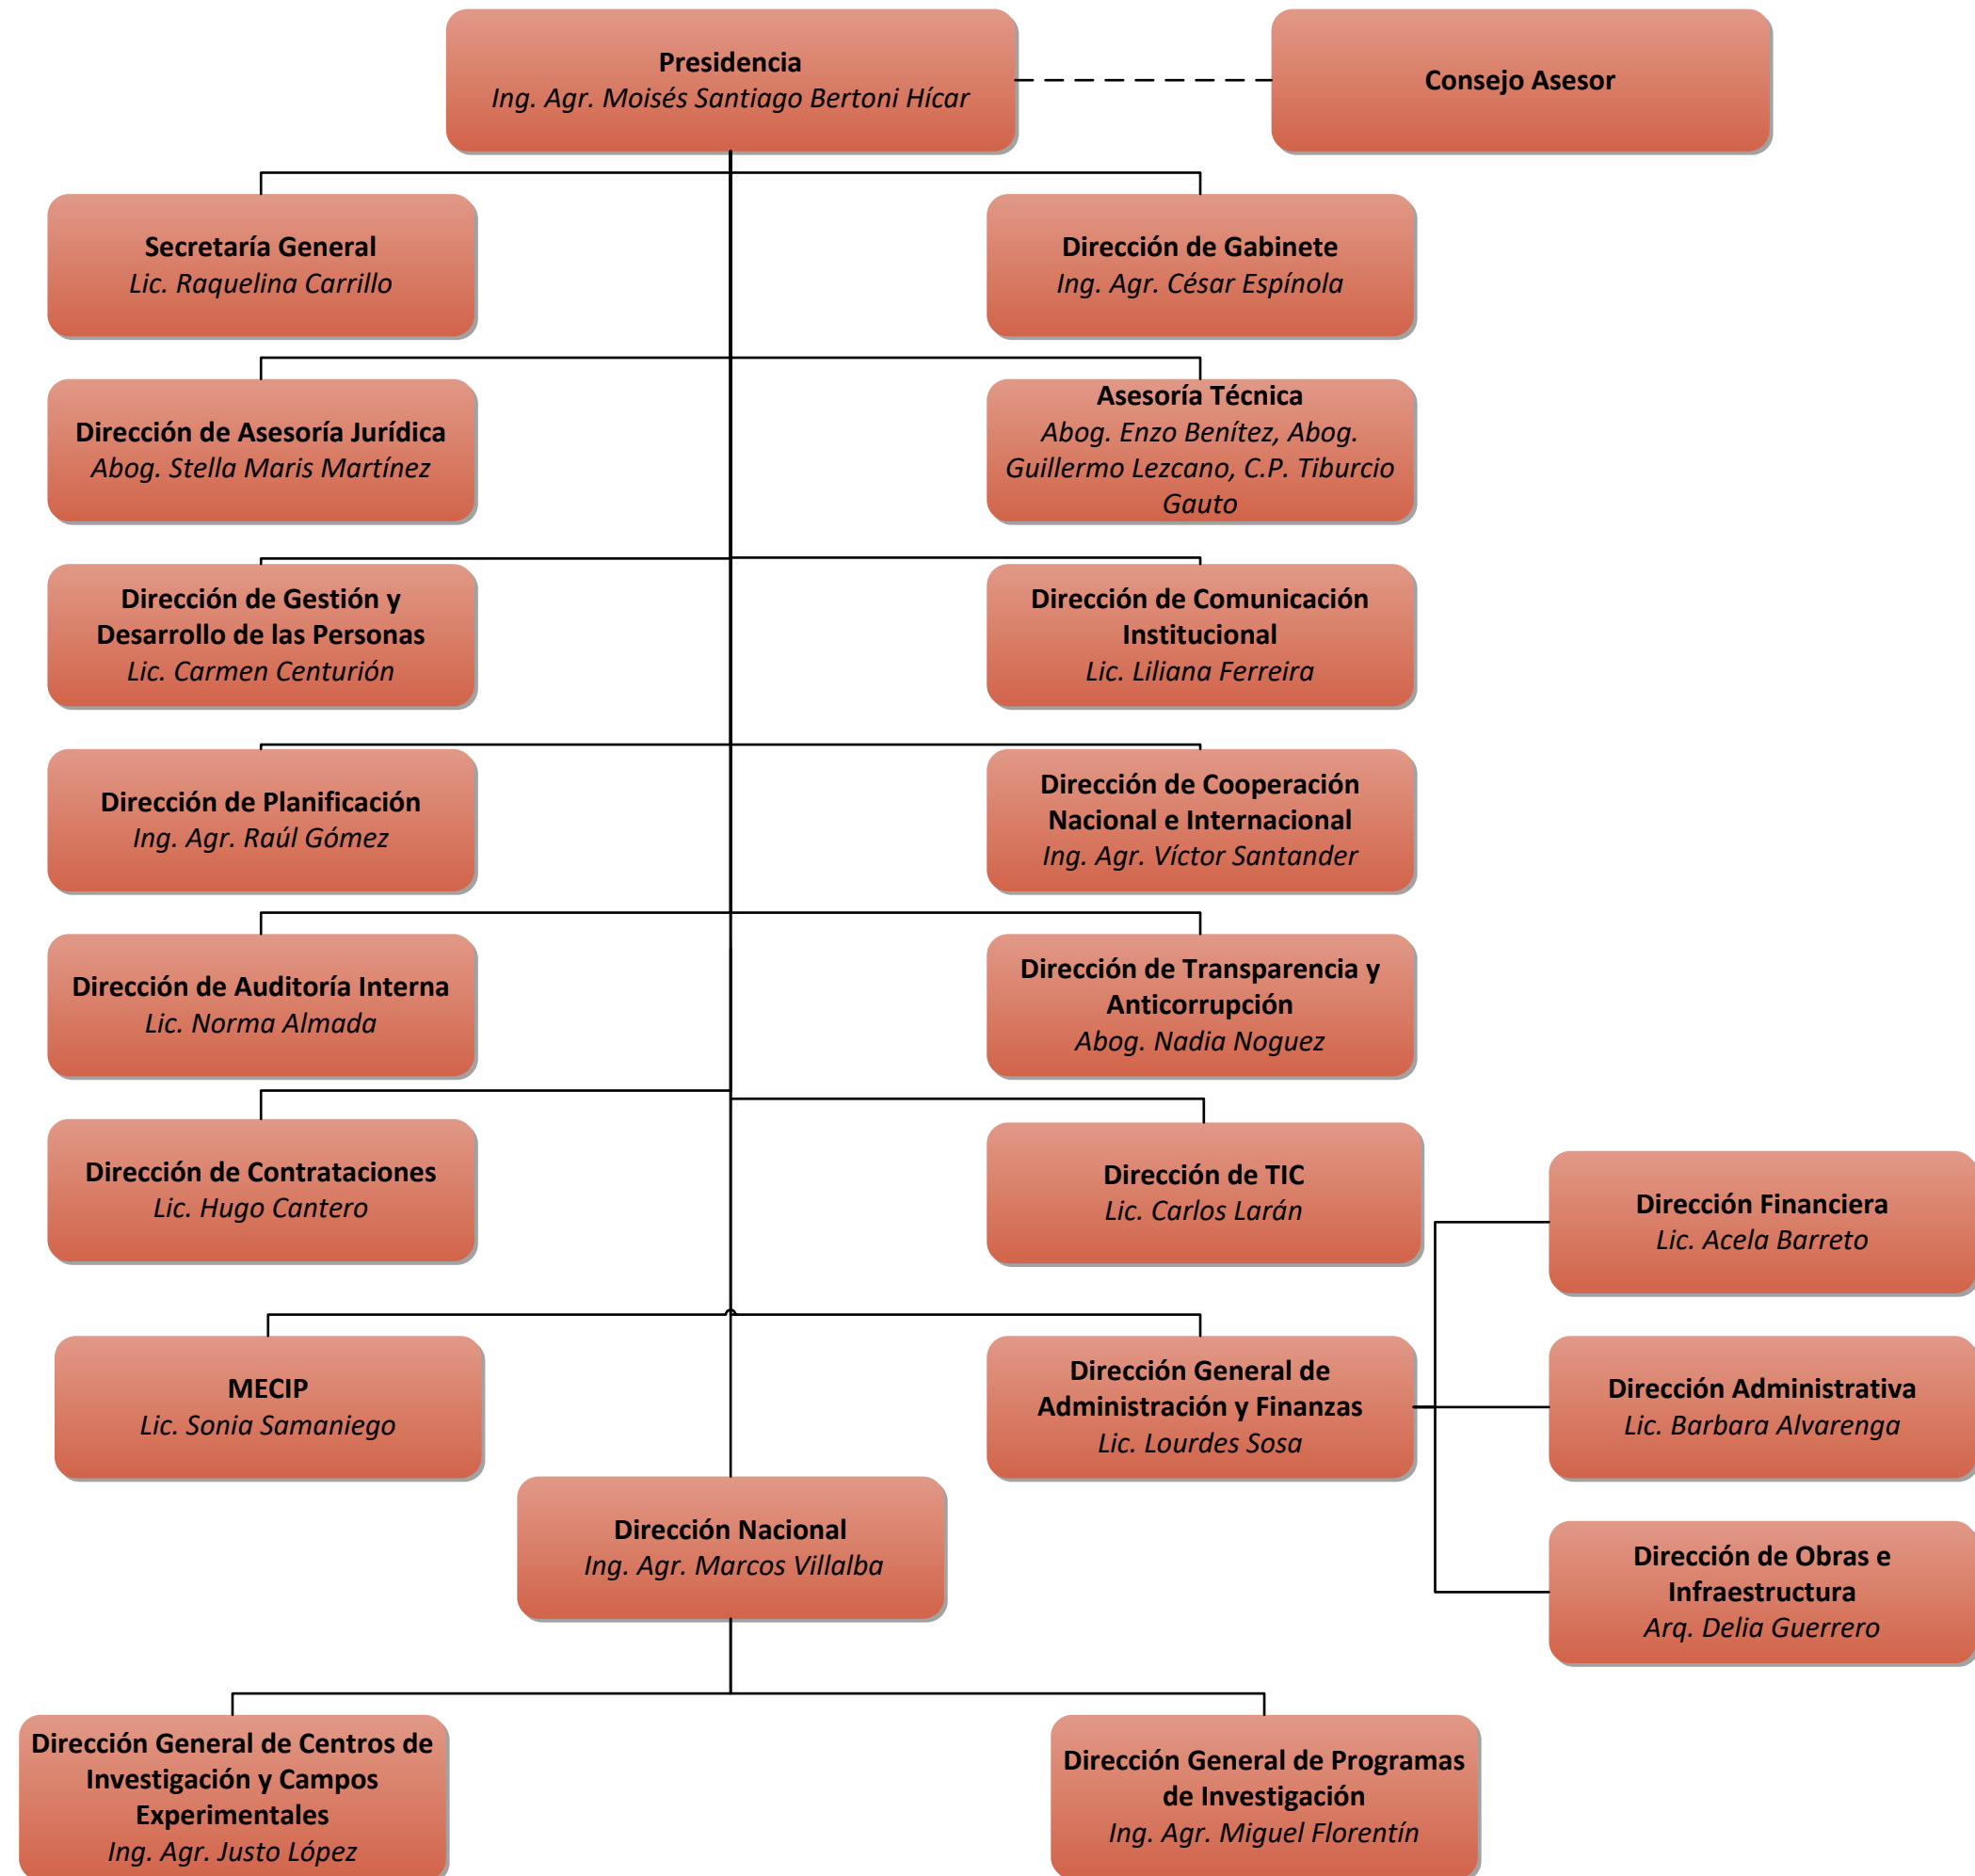 Presidencia
Ing. Agr. Moisés Santiago Bertoni Hícar
Consejo Asesor
Secretaría General
Lic. Raquelina Carrillo
Dirección de Gabinete
Ing. Agr. César Espínola
Dirección de Asesoría Jurídica
Abog. Stella Maris Martínez
Asesoría Técnica
Abog. Enzo Benítez, Abog.
Guillermo Lezcano, C.P. Tiburcio
Gauto
Dirección de Gestión y
Desarrollo de las Personas
Lic. Carmen Centurión
Dirección de Comunicación
Institucional
Lic. Liliana Ferreira
Dirección de Planificación
Ing. Agr. Raúl Gómez
Dirección de Cooperación
Nacional e Internacional
Ing. Agr. Víctor Santander
Dirección de Auditoría Interna
Lic. Norma Almada
Dirección de Transparencia y
Anticorrupción
Abog. Nadia Noguez
Dirección de Contrataciones
Lic. Hugo Cantero
Dirección de TIC
Lic. Carlos Larán
Dirección Financiera
Lic. Acela Barreto
MECIP
Lic. Sonia Samaniego
Dirección General de
Administración y Finanzas
Lic. Lourdes Sosa
Dirección Administrativa
Lic. Barbara Alvarenga
Dirección Nacional
Ing. Agr. Marcos Villalba
Dirección de Obras e
Infraestructura
Arq. Delia Guerrero
Dirección General de Centros de
Investigación y Campos
Experimentales
Ing. Agr. Justo López
Dirección General de Programas
de Investigación
Ing. Agr. Miguel Florentín